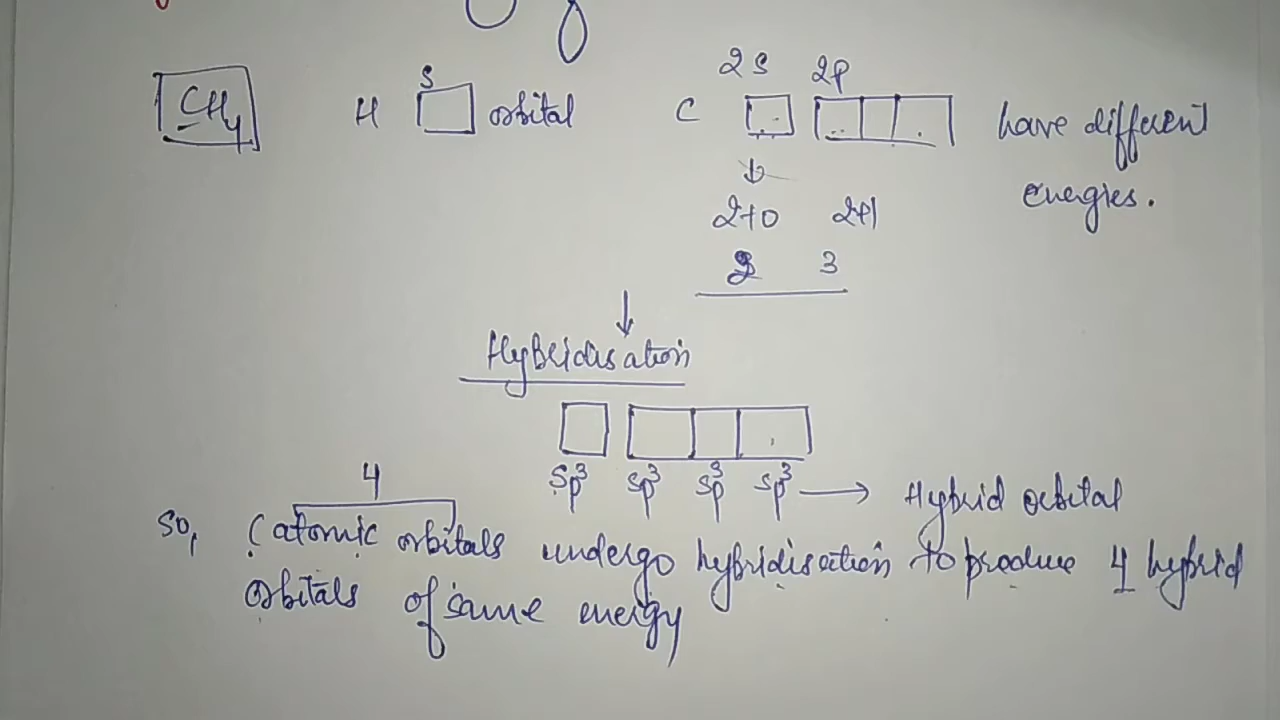 2s 2p
CH4 H s orbital C have different
energies.
2+0 2+1
2 3
↓
Hybridisation
sp³ sp³ sp³ sp³ → Hybrid orbital
4
So, (atomic orbitals undergo hybridisation to produce 4 hybrid
orbitals of same energy